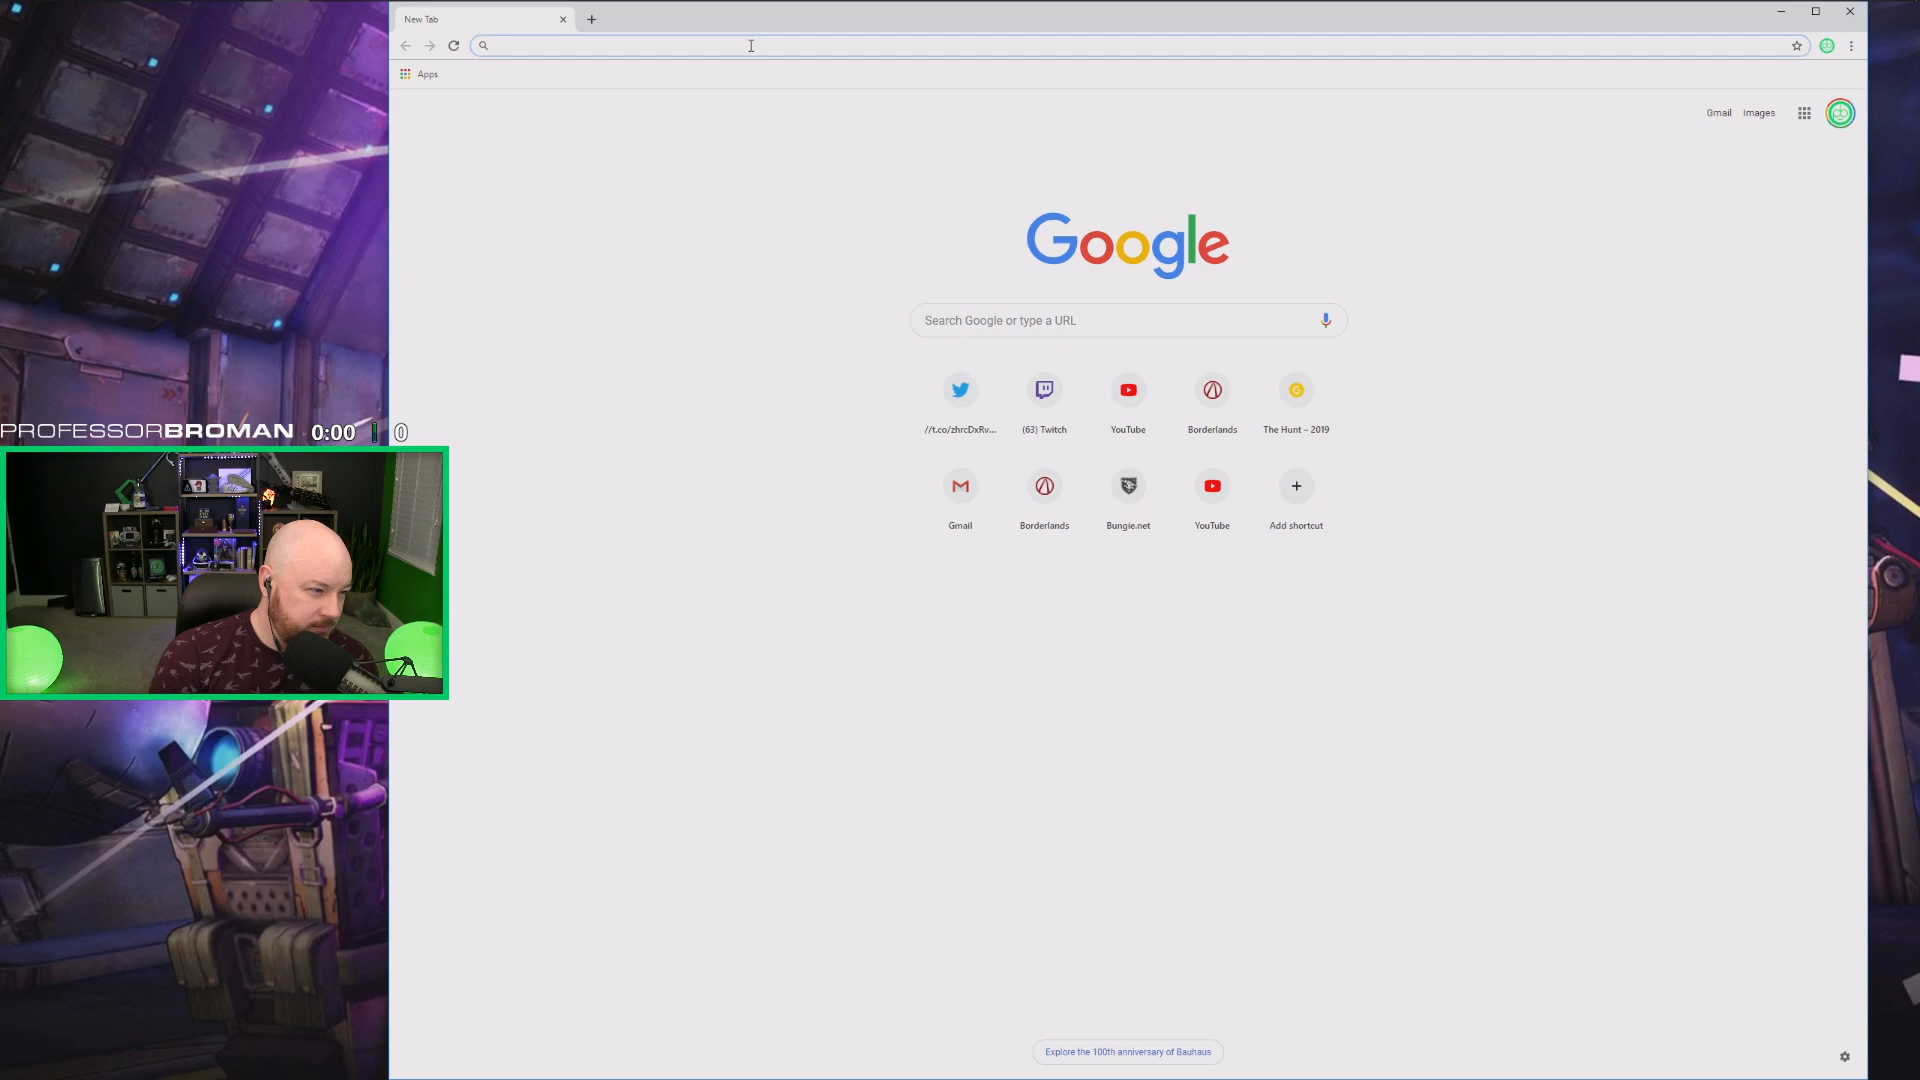 New Tab
Apps
Gmail Images
Google
Search Google or type a URL
//t.co/zhrcDxRv... (63) Twitch YouTube Borderlands The Hunt – 2019
PROFESSORBROMAN 0:00 0
Gmail Borderlands Bungie.net YouTube Add shortcut
Explore the 100th anniversary of Bauhaus